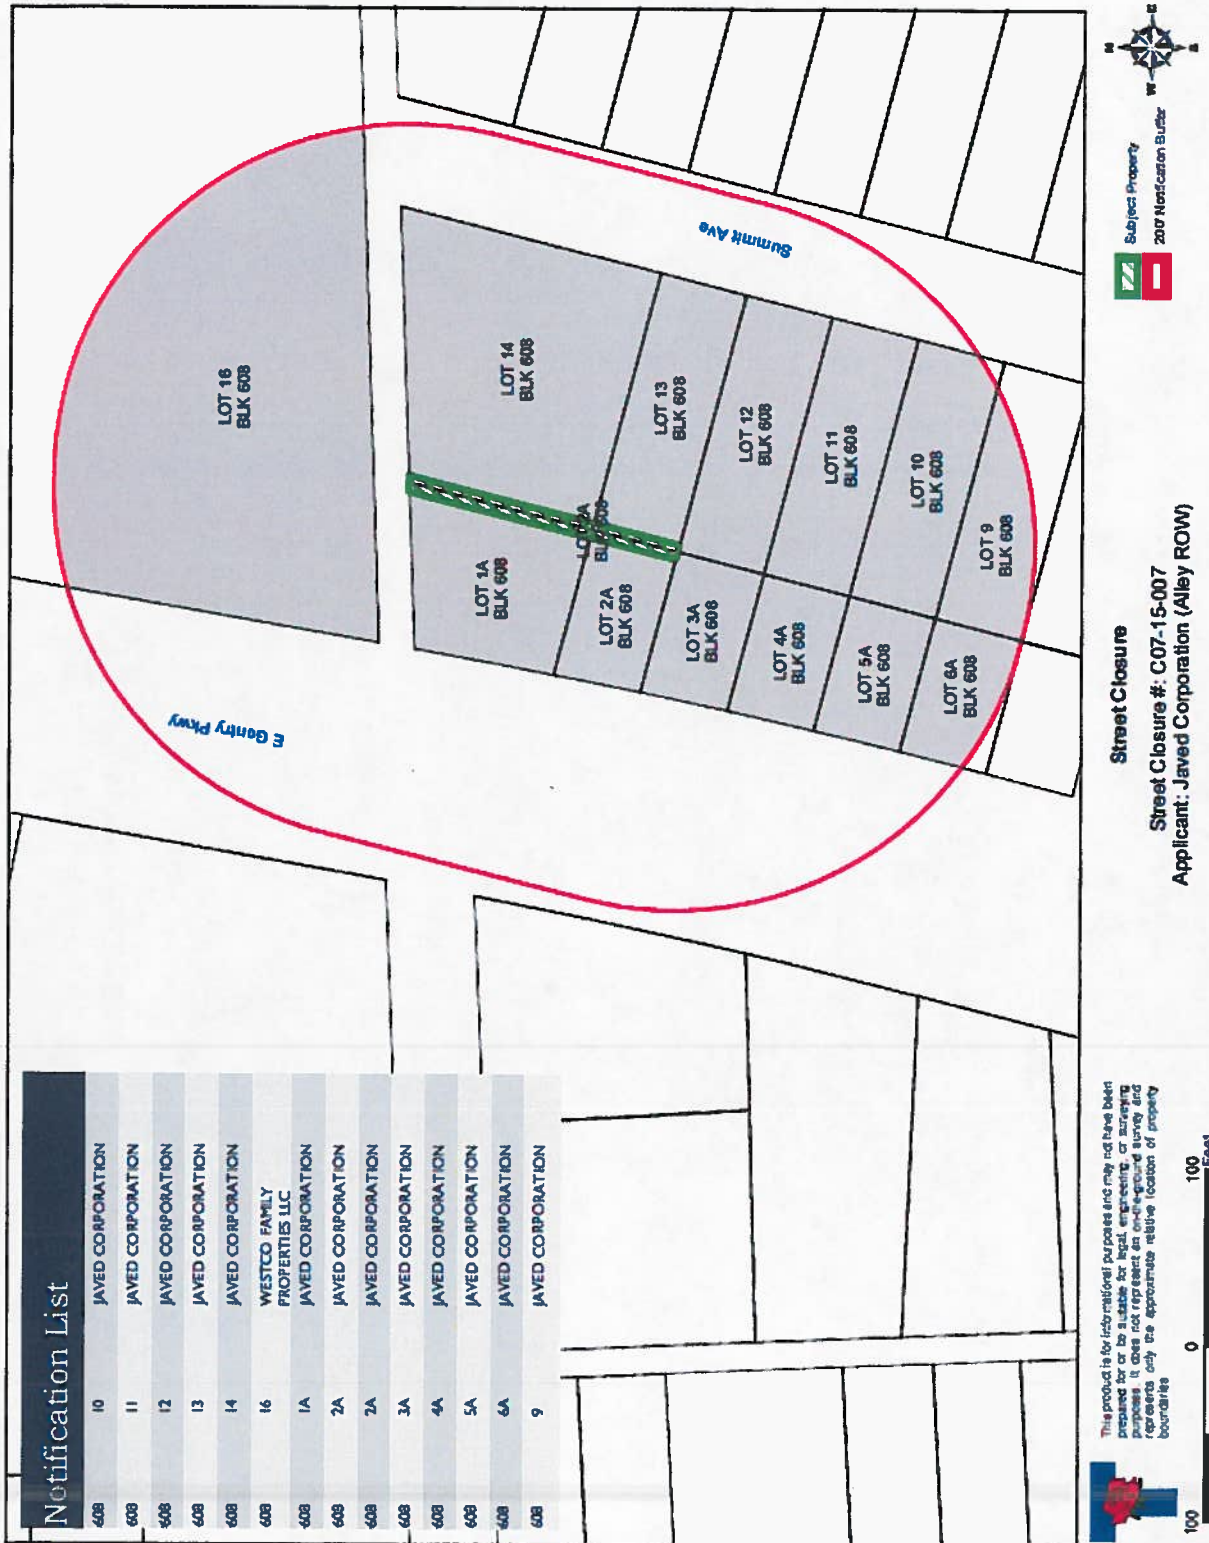 Notification List
608 10 JAVED CORPORATION
608 11 JAVED CORPORATION
608 12 JAVED CORPORATION
608 13 JAVED CORPORATION
608 14 JAVED CORPORATION
608 16 WESTCO FAMILY
PROPERTIES LLC
608 1A JAVED CORPORATION
608 2A JAVED CORPORATION
608 2A JAVED CORPORATION
608 3A JAVED CORPORATION
608 4A JAVED CORPORATION
608 5A JAVED CORPORATION
608 6A JAVED CORPORATION
608 9 JAVED CORPORATION
LOT 16
BLK 608
LOT 14
BLK 608
LOT 1A
BLK 608
LOT 2A
BLK 608
LOT 2A
BLK 608
LOT 13
BLK 608
LOT 3A
BLK 608
LOT 12
BLK 608
LOT 4A
BLK 608
LOT 11
BLK 608
LOT 5A
BLK 608
LOT 10
BLK 608
LOT 6A
BLK 608
LOT 9
BLK 608
E Gentry Pkwy
Summit Ave
This product is for informational purposes and may not have been
prepared for or be suitable for legal, engineering, or surveying
purposes. It does not represent an on-the-ground survey and
represents only the approximate relative location of property
boundaries
100 0 100
Feet
Street Closure
Street Closure #: C07-15-007
Applicant: Javed Corporation (Alley ROW)
Subject Property
200' Notification Buffer
N
W E
S